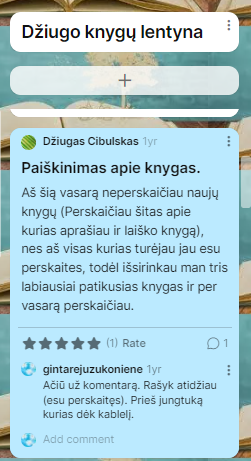 Džiugo knygų lentyna
Džiugas Cibulskas 1yr
Paiškinimas apie knygas.
Aš šią vasarą neperskaičiau naujų
knygų (Perskaičiau šitas apie
kurias aprašiau ir laiško knygą),
nes aš visas kurias turėjau jau esu
perskaites, todėl išsirinkau man tris
labiausiai patikusias knygas ir per
vasarą perskaičiau.
(1) Rate 1
gintarejuzukoniene 1yr
Ačiū už komentarą. Rašyk atidžiau
(esu perskaitęs). Prieš jungtuką
kurias dėk kablelį.
Add comment